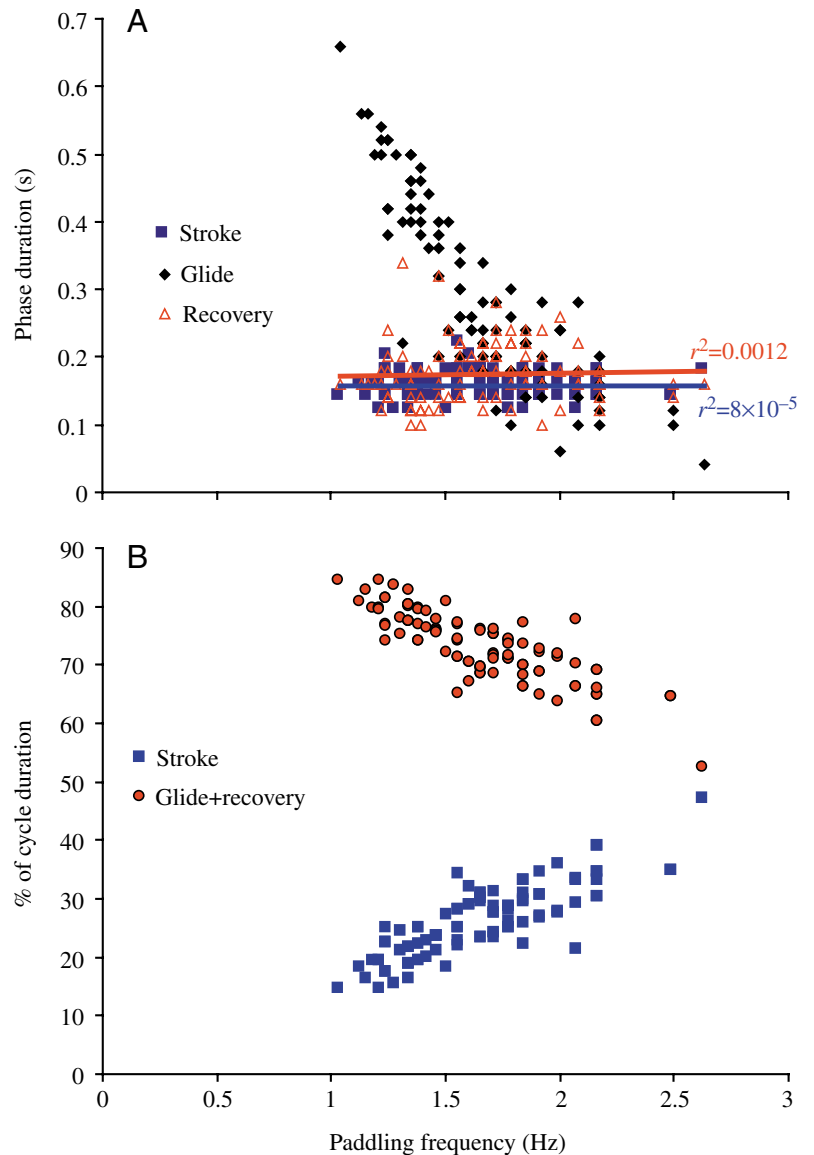 A
0.7
0.6
0.5
0.4
0.3
0.2
0.1
0
Phase duration (s)
Stroke
Glide
Recovery
r²=0.0012
r²=8×10⁻⁵
B
90
80
70
60
50
40
30
20
10
0
% of cycle duration
Stroke
Glide+recovery
0 0.5 1 1.5 2 2.5 3
Paddling frequency (Hz)